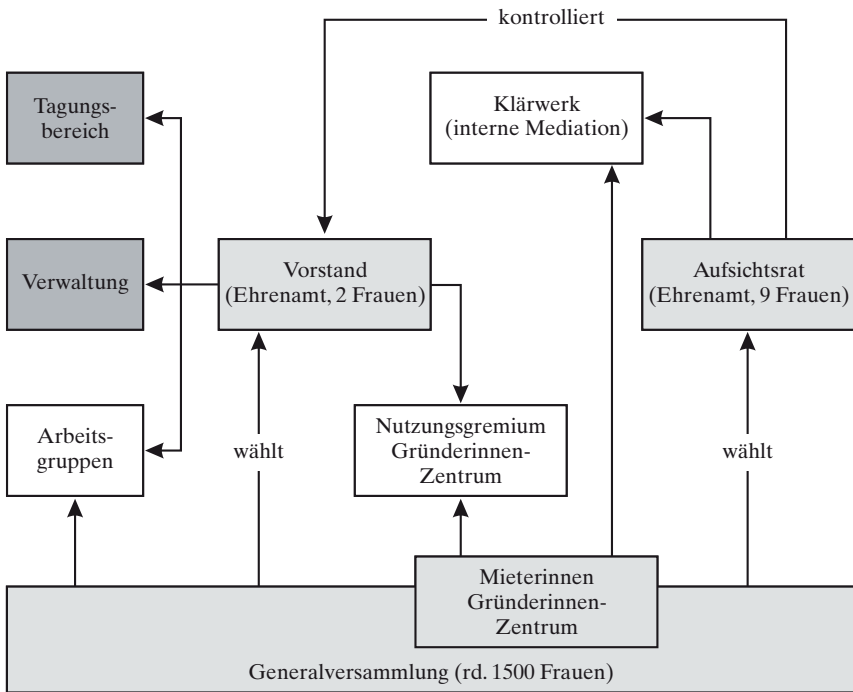 kontrolliert
Tagungs-
bereich
Klärwerk
(interne Mediation)
Verwaltung
Vorstand
(Ehrenamt, 2 Frauen)
Aufsichtsrat
(Ehrenamt, 9 Frauen)
Arbeits-
gruppen
wählt
Nutzungsgremium
Gründerinnen-
Zentrum
wählt
Mieterinnen
Gründerinnen-
Zentrum
Generalversammlung (rd. 1500 Frauen)